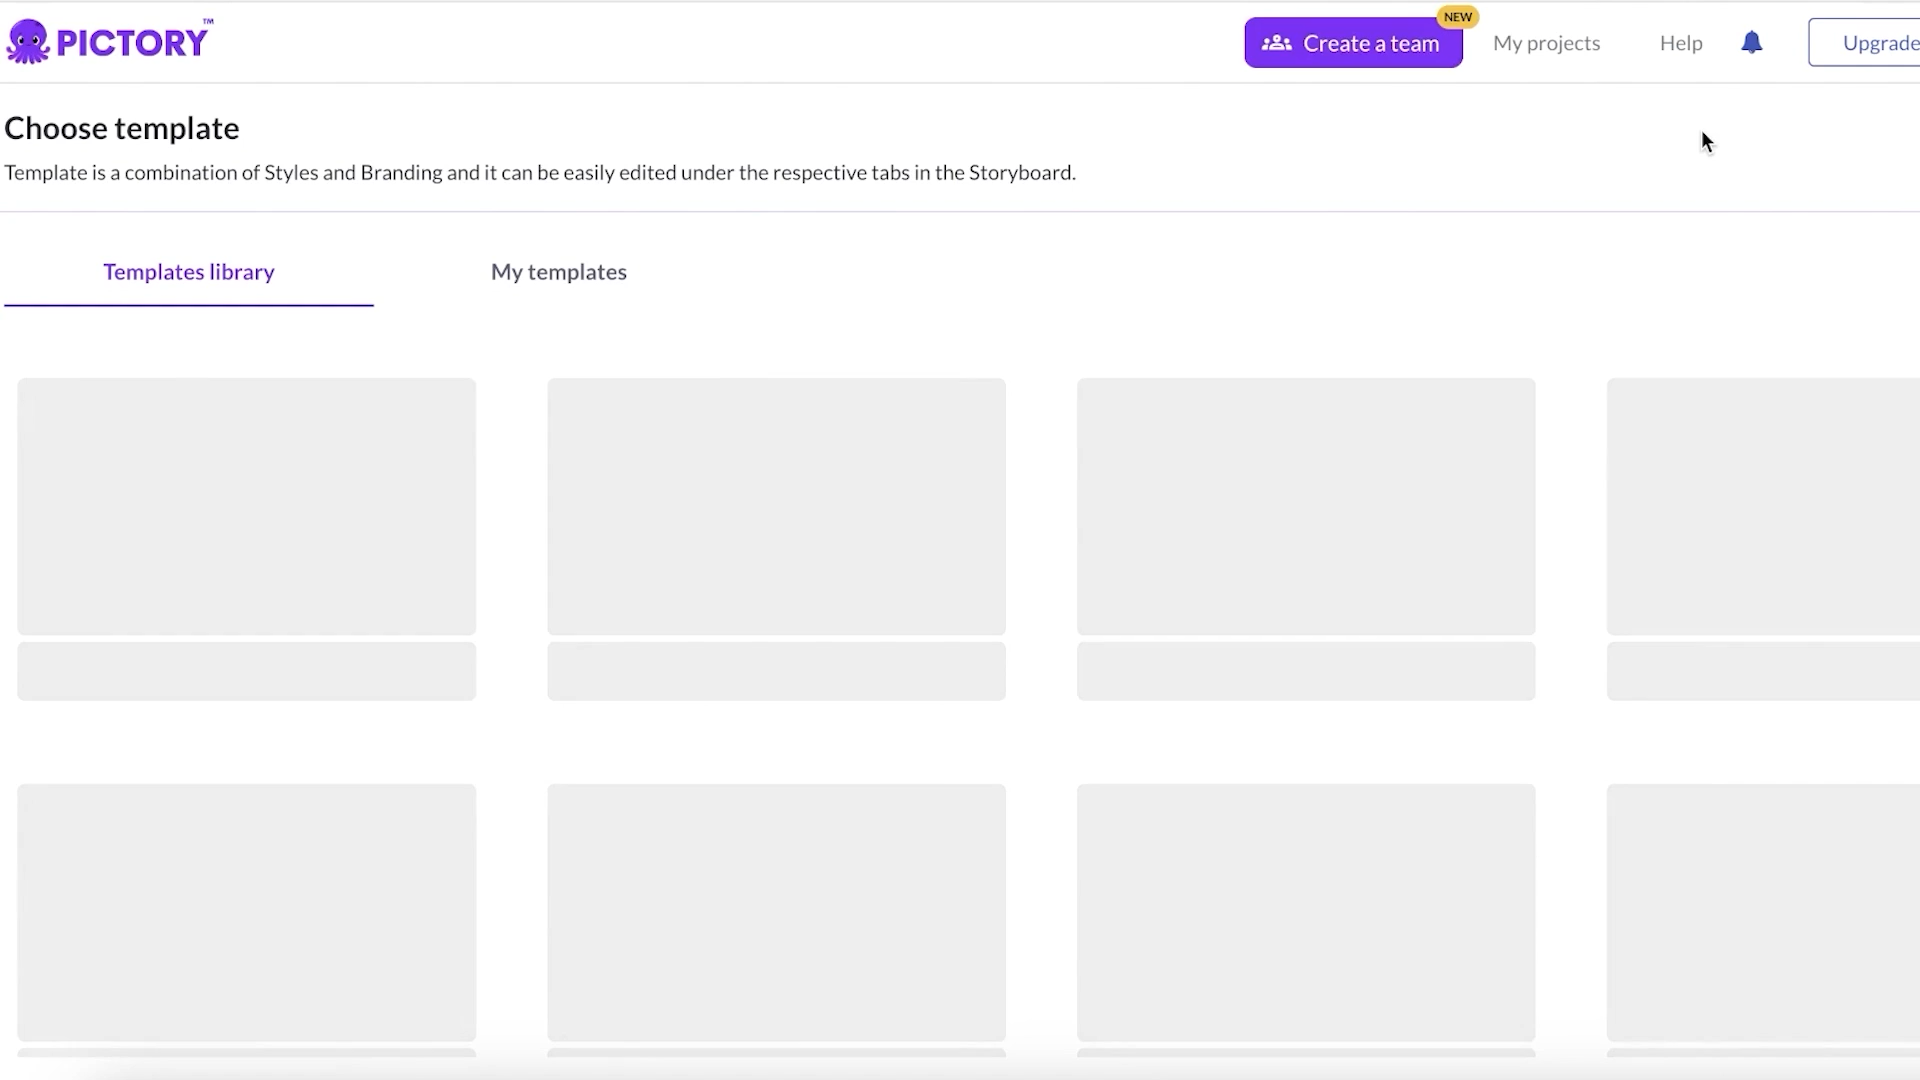 PICTORY™
NEW
Create a team
My projects
Help
Upgrade
Choose template
Template is a combination of Styles and Branding and it can be easily edited under the respective tabs in the Storyboard.
Templates library
My templates